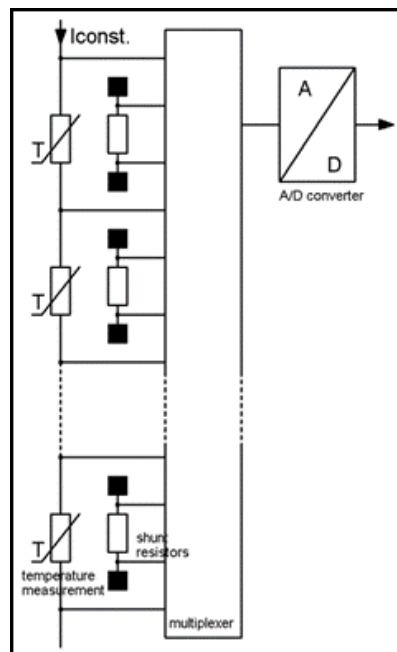 Iconst.
A
D
A/D converter
T
T
T
shunt
resistors
temperature
measurement
multiplexer